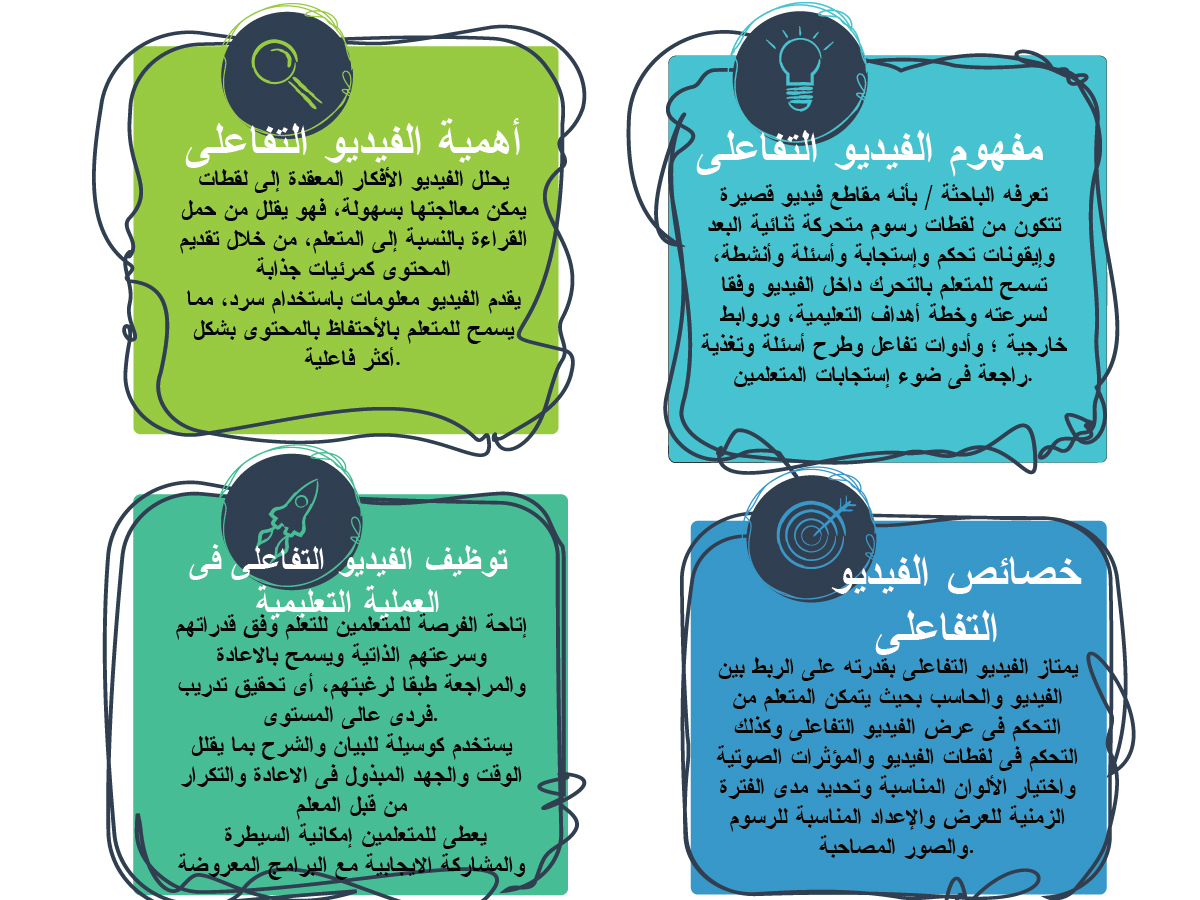 مفهوم الفيديو التفاعلى
تعرفه الباحثة / بأنه مقاطع فيديو قصيرة
تتكون من لقطات رسوم متحركة ثنائية البعد
وإيقونات تحكم وإستجابة وأسئلة وأنشطة،
تسمح للمتعلم بالتحرك داخل الفيديو وفقا
لسرعته وخطة أهداف التعليمية، وروابط
خارجية ؛ وأدوات تفاعل وطرح أسئلة وتغذية
راجعة فى ضوء إستجابات المتعلمين.
أهمية الفيديو التفاعلى
يحلل الفيديو الأفكار المعقدة إلى لقطات
يمكن معالجتها بسهولة، فهو يقلل من حمل
القراءة بالنسبة إلى المتعلم، من خلال تقديم
المحتوى كمرئيات جذابة
يقدم الفيديو معلومات باستخدام سرد، مما
يسمح للمتعلم بالأحتفاظ بالمحتوى بشكل
أكثر فاعلية.
خصائص الفيديو
التفاعلى
يمتاز الفيديو التفاعلى بقدرته على الربط بين
الفيديو والحاسب بحيث يتمكن المتعلم من
التحكم فى عرض الفيديو التفاعلى وكذلك
التحكم فى لقطات الفيديو والمؤثرات الصوتية
واختيار الألوان المناسبة وتحديد مدى الفترة
الزمنية للعرض والإعداد المناسبة للرسوم
والصور المصاحبة.
توظيف الفيديو التفاعلى فى
العملية التعليمية
إتاحة الفرصة للمتعلمين للتعلم وفق قدراتهم
وسرعتهم الذاتية ويسمح بالاعادة
والمراجعة طبقا لرغبتهم، أى تحقيق تدريب
فردى عالى المستوى.
يستخدم كوسيلة للبيان والشرح بما يقلل
الوقت والجهد المبذول فى الاعادة والتكرار
من قبل المعلم
يعطى للمتعلمين إمكانية السيطرة
والمشاركة الايجابية مع البرامج المعروضة